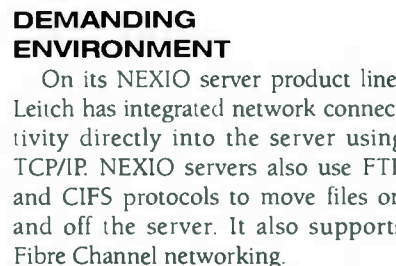 DEMANDING
ENVIRONMENT
On its NEXIO server product line
Leitch has integrated network connec
tivity directly into the server using
TCP/IP. NEXIO servers also use FTP
and CIFS protocols to move files on
and off the server. It also supports
Fibre Channel networking.